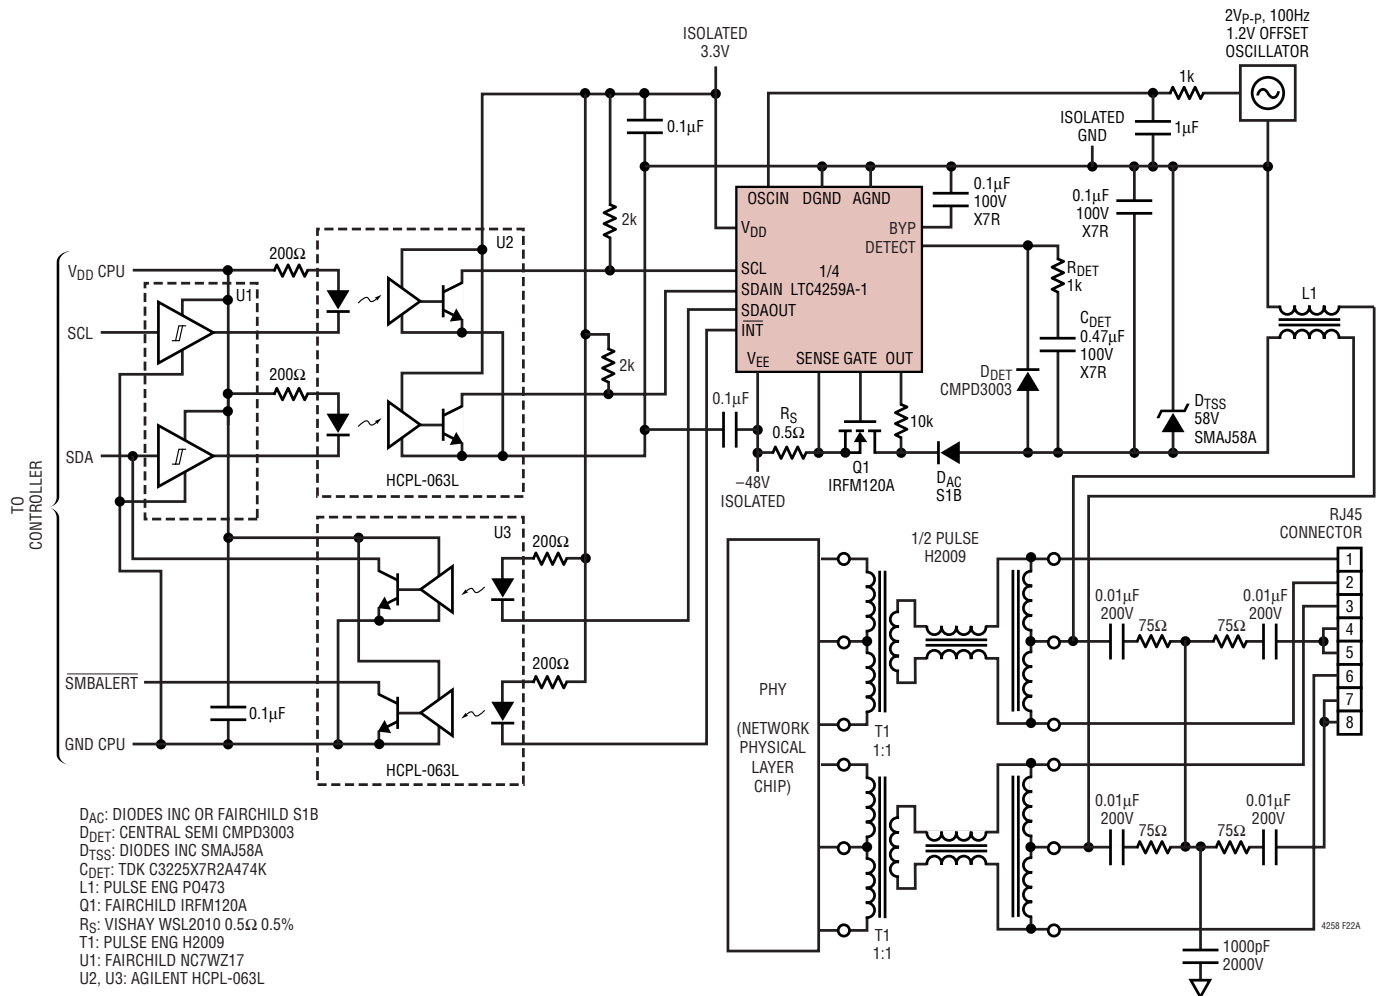 ISOLATED
3.3V
2VP-P, 100Hz
1.2V OFFSET
OSCILLATOR
1k
ISOLATED
GND
1µF
0.1µF
2k
OSCIN DGND AGND
VDD
BYP
DETECT
SCL
1/4
SDAIN LTC4259A-1
SDAOUT
INT
VEE SENSE GATE OUT
0.1µF
100V
X7R
0.1µF
100V
X7R
RDET
1k
CDET
0.47µF
100V
X7R
DDET
CMPD3003
L1
DTSS
58V
SMAJ58A
VDD CPU
200Ω
U2
U1
SCL
200Ω
2k
SDA
HCPL-063L
0.1µF
RS
0.5Ω
–48V
ISOLATED
Q1
IRFM120A
10k
DAC
S1B
TO
CONTROLLER
U3
200Ω
200Ω
SMBALERT
0.1µF
GND CPU
HCPL-063L
PHY
(NETWORK
PHYSICAL
LAYER
CHIP)
1/2 PULSE
H2009
T1
1:1
T1
1:1
RJ45
CONNECTOR
1
2
3
4
5
6
7
8
0.01µF
200V
75Ω
75Ω
0.01µF
200V
0.01µF
200V
75Ω
75Ω
0.01µF
200V
1000pF
2000V
4258 F22A
DAC: DIODES INC OR FAIRCHILD S1B
DDET: CENTRAL SEMI CMPD3003
DTSS: DIODES INC SMAJ58A
CDET: TDK C3225X7R2A474K
L1: PULSE ENG PO473
Q1: FAIRCHILD IRFM120A
RS: VISHAY WSL2010 0.5Ω 0.5%
T1: PULSE ENG H2009
U1: FAIRCHILD NC7WZ17
U2, U3: AGILENT HCPL-063L